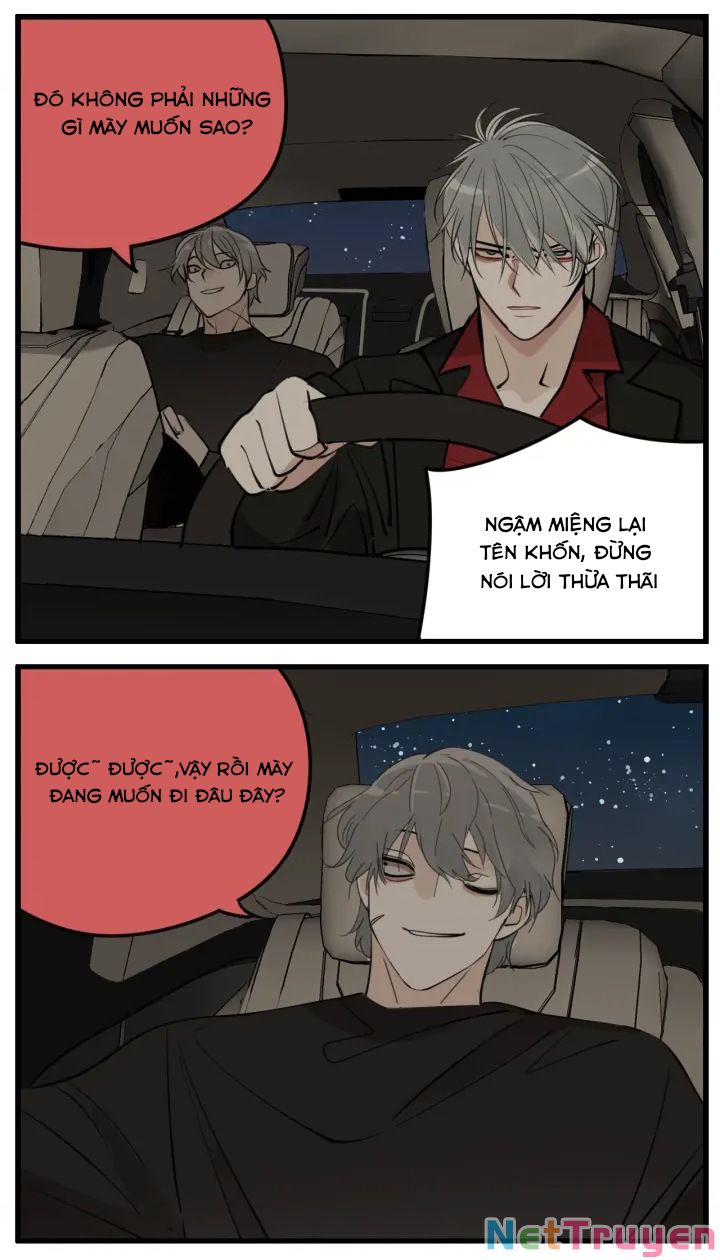 ĐÓ KHÔNG PHẢI NHỮNG
GÌ MÀY MUỐN SAO?
NGẬM MIỆNG LẠI
TÊN KHỐN, ĐỪNG
NÓI LỜI THỪA THÃI
ĐƯỢC~ ĐƯỢC~,VẬY RỒI MÀY
ĐANG MUỐN ĐI ĐÂU ĐÂY?
NetTruyen